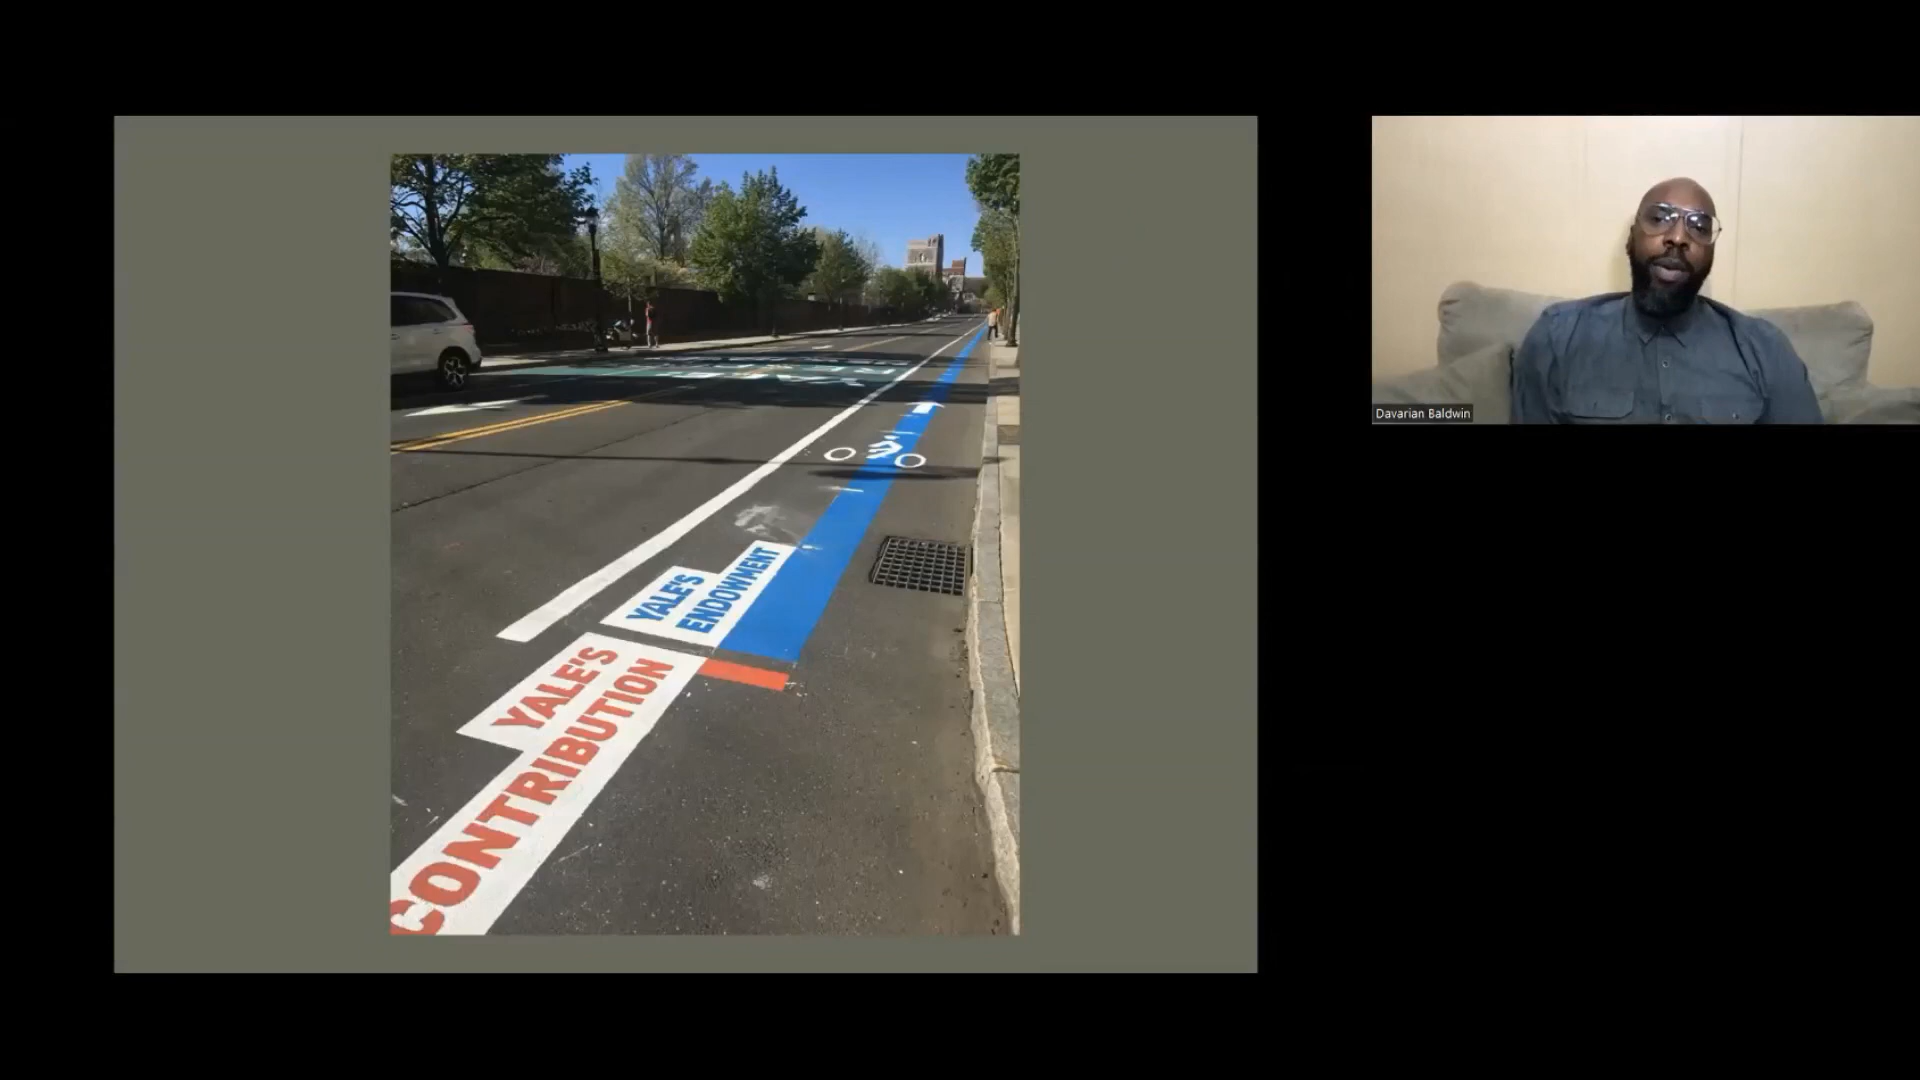 YALE'S
ENDOWMENT
YALE'S
CONTRIBUTION
Davarian Baldwin